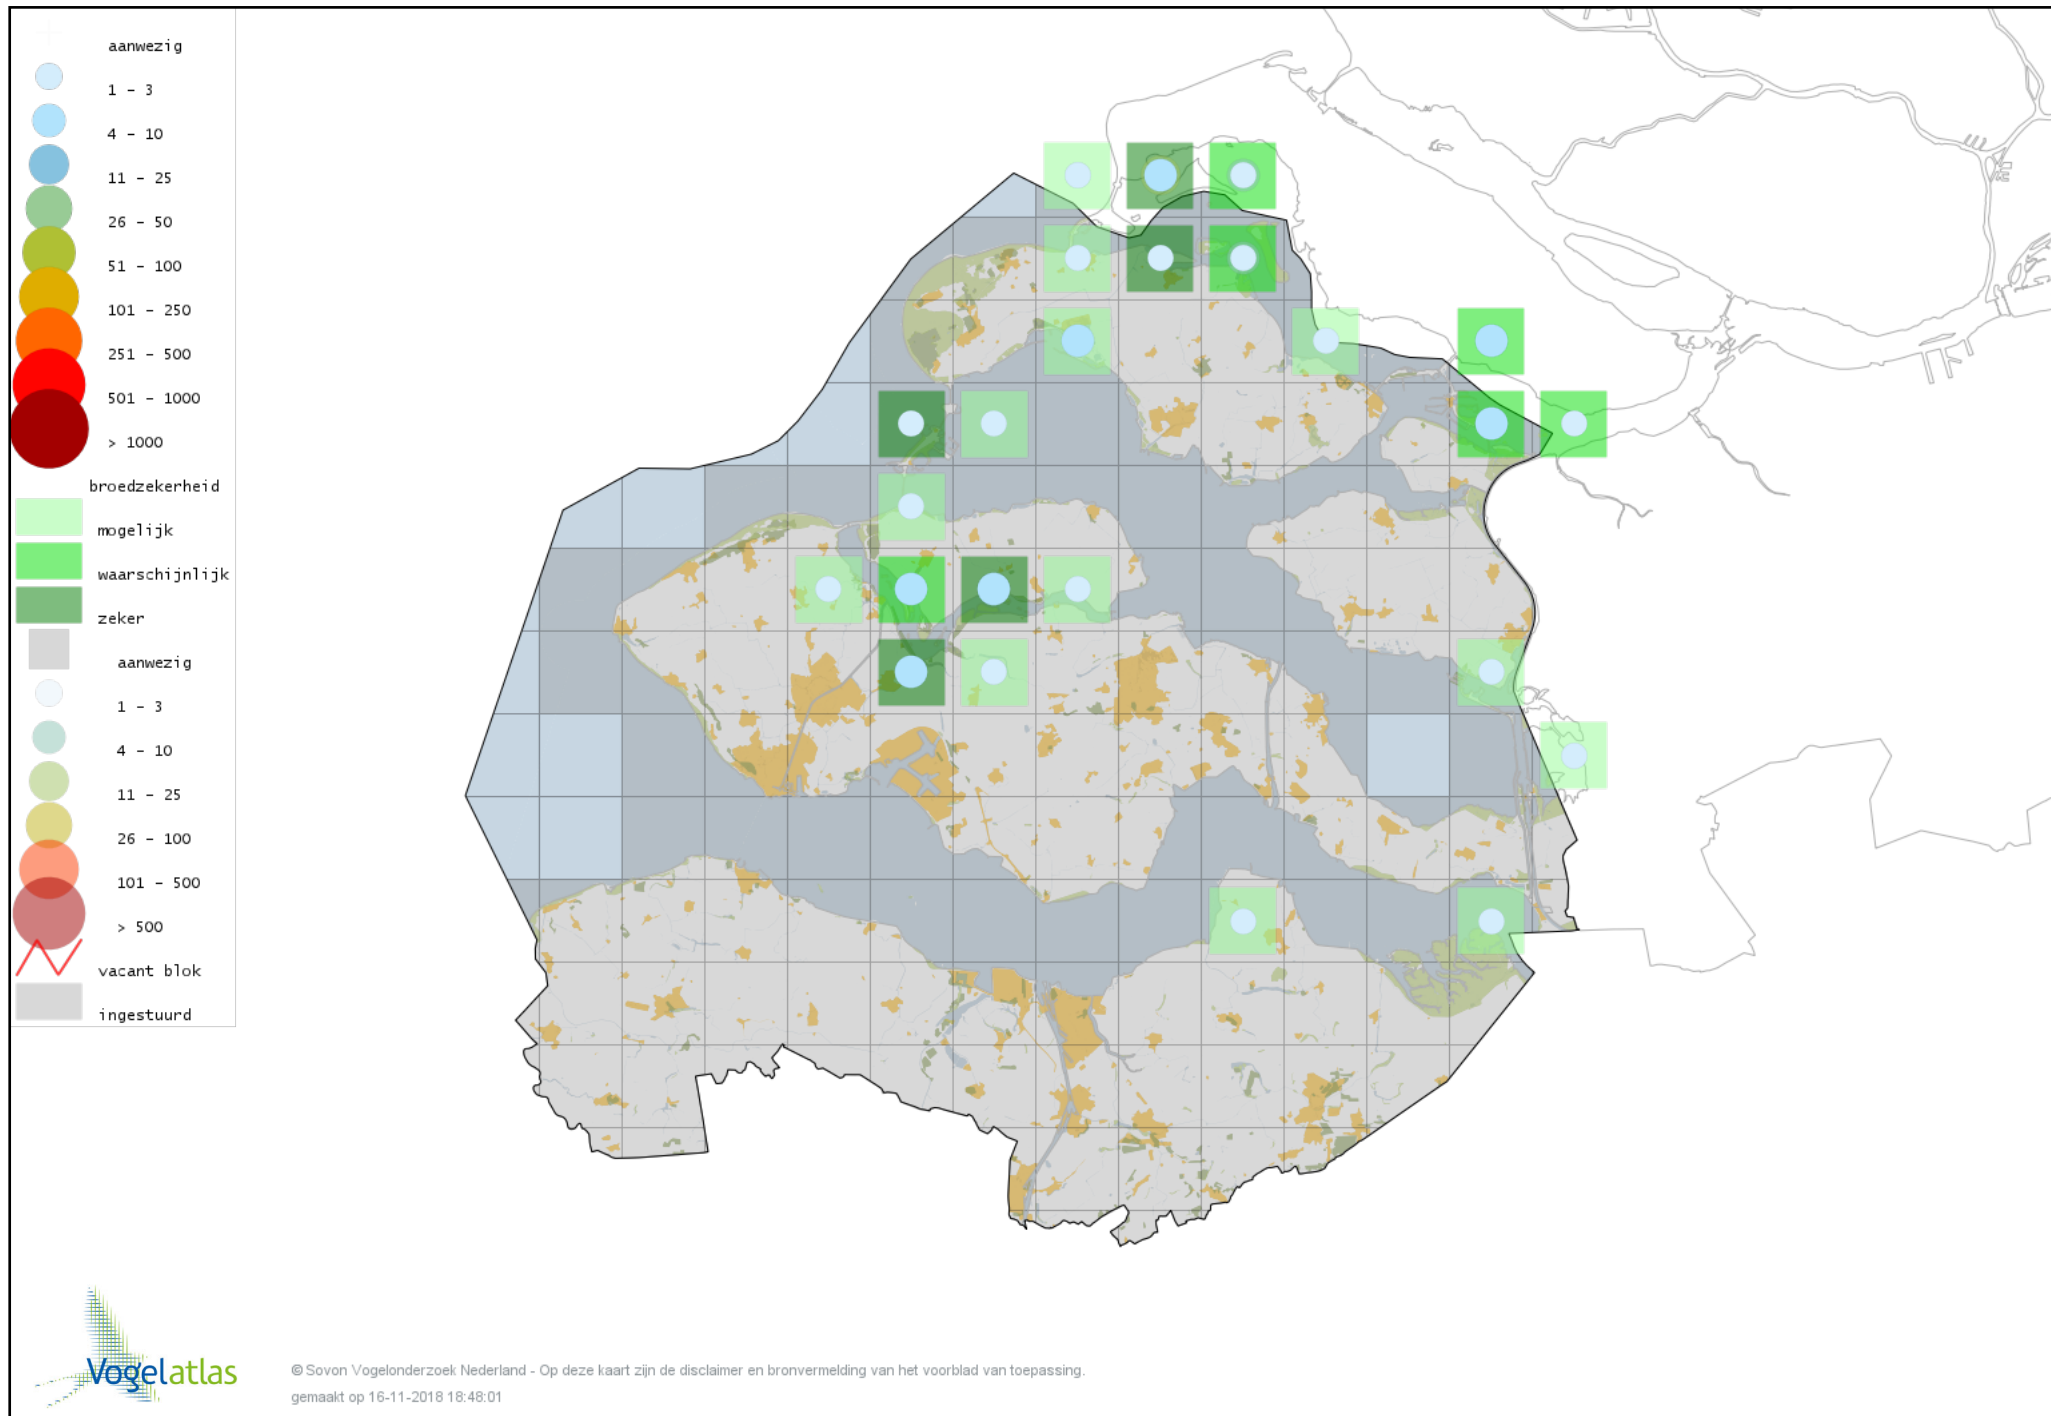 aanwezig
1 - 3
4 - 10
11 - 25
26 - 50
51 - 100
101 - 250
251 - 500
501 - 1000
> 1000
broedzekerheid
mogelijk
waarschijnlijk
zeker
aanwezig
1 - 3
4 - 10
11 - 25
26 - 100
101 - 500
> 500
vacant blok
ingestuurd
Vogelatlas
© Sovon Vogelonderzoek Nederland - Op deze kaart zijn de disclaimer en bronvermelding van het voorblad van toepassing.
gemaakt op 16-11-2018 18:48:01